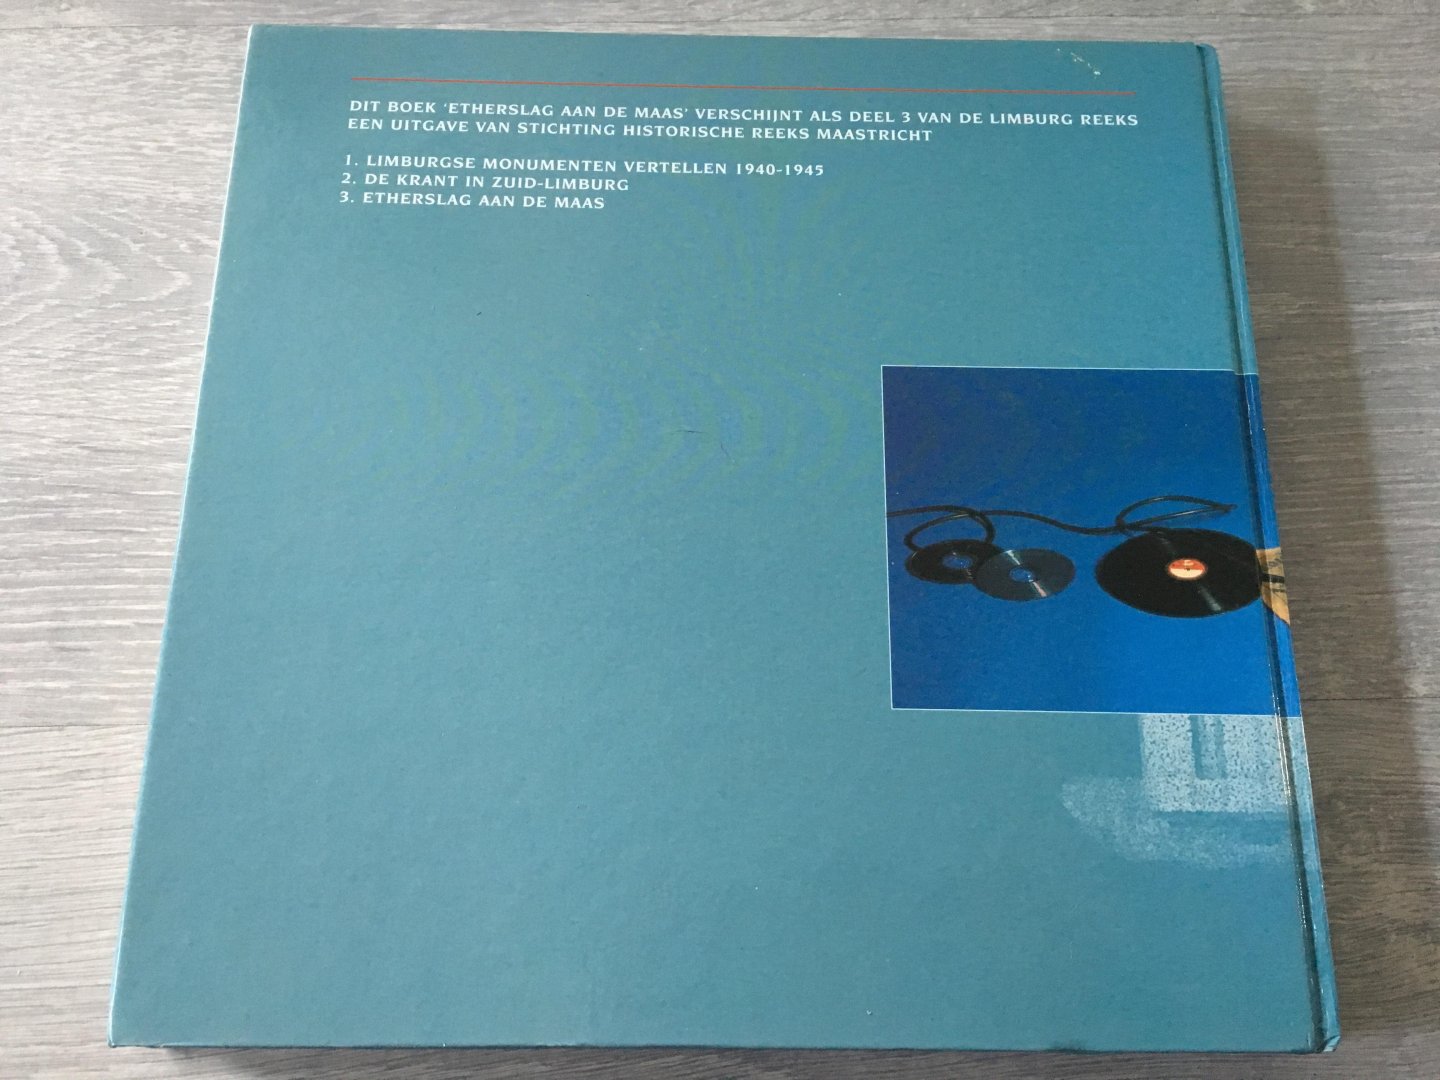 DIT BOEK ‘ETHERSLAG AAN DE MAAS’ VERSCHIJNT ALS DEEL 3 VAN DE LIMBURG REEKS
EEN UITGAVE VAN STICHTING HISTORISCHE REEKS MAASTRICHT
1. LIMBURGSE MONUMENTEN VERTELLEN 1940-1945
2. DE KRANT IN ZUID-LIMBURG
3. ETHERSLAG AAN DE MAAS